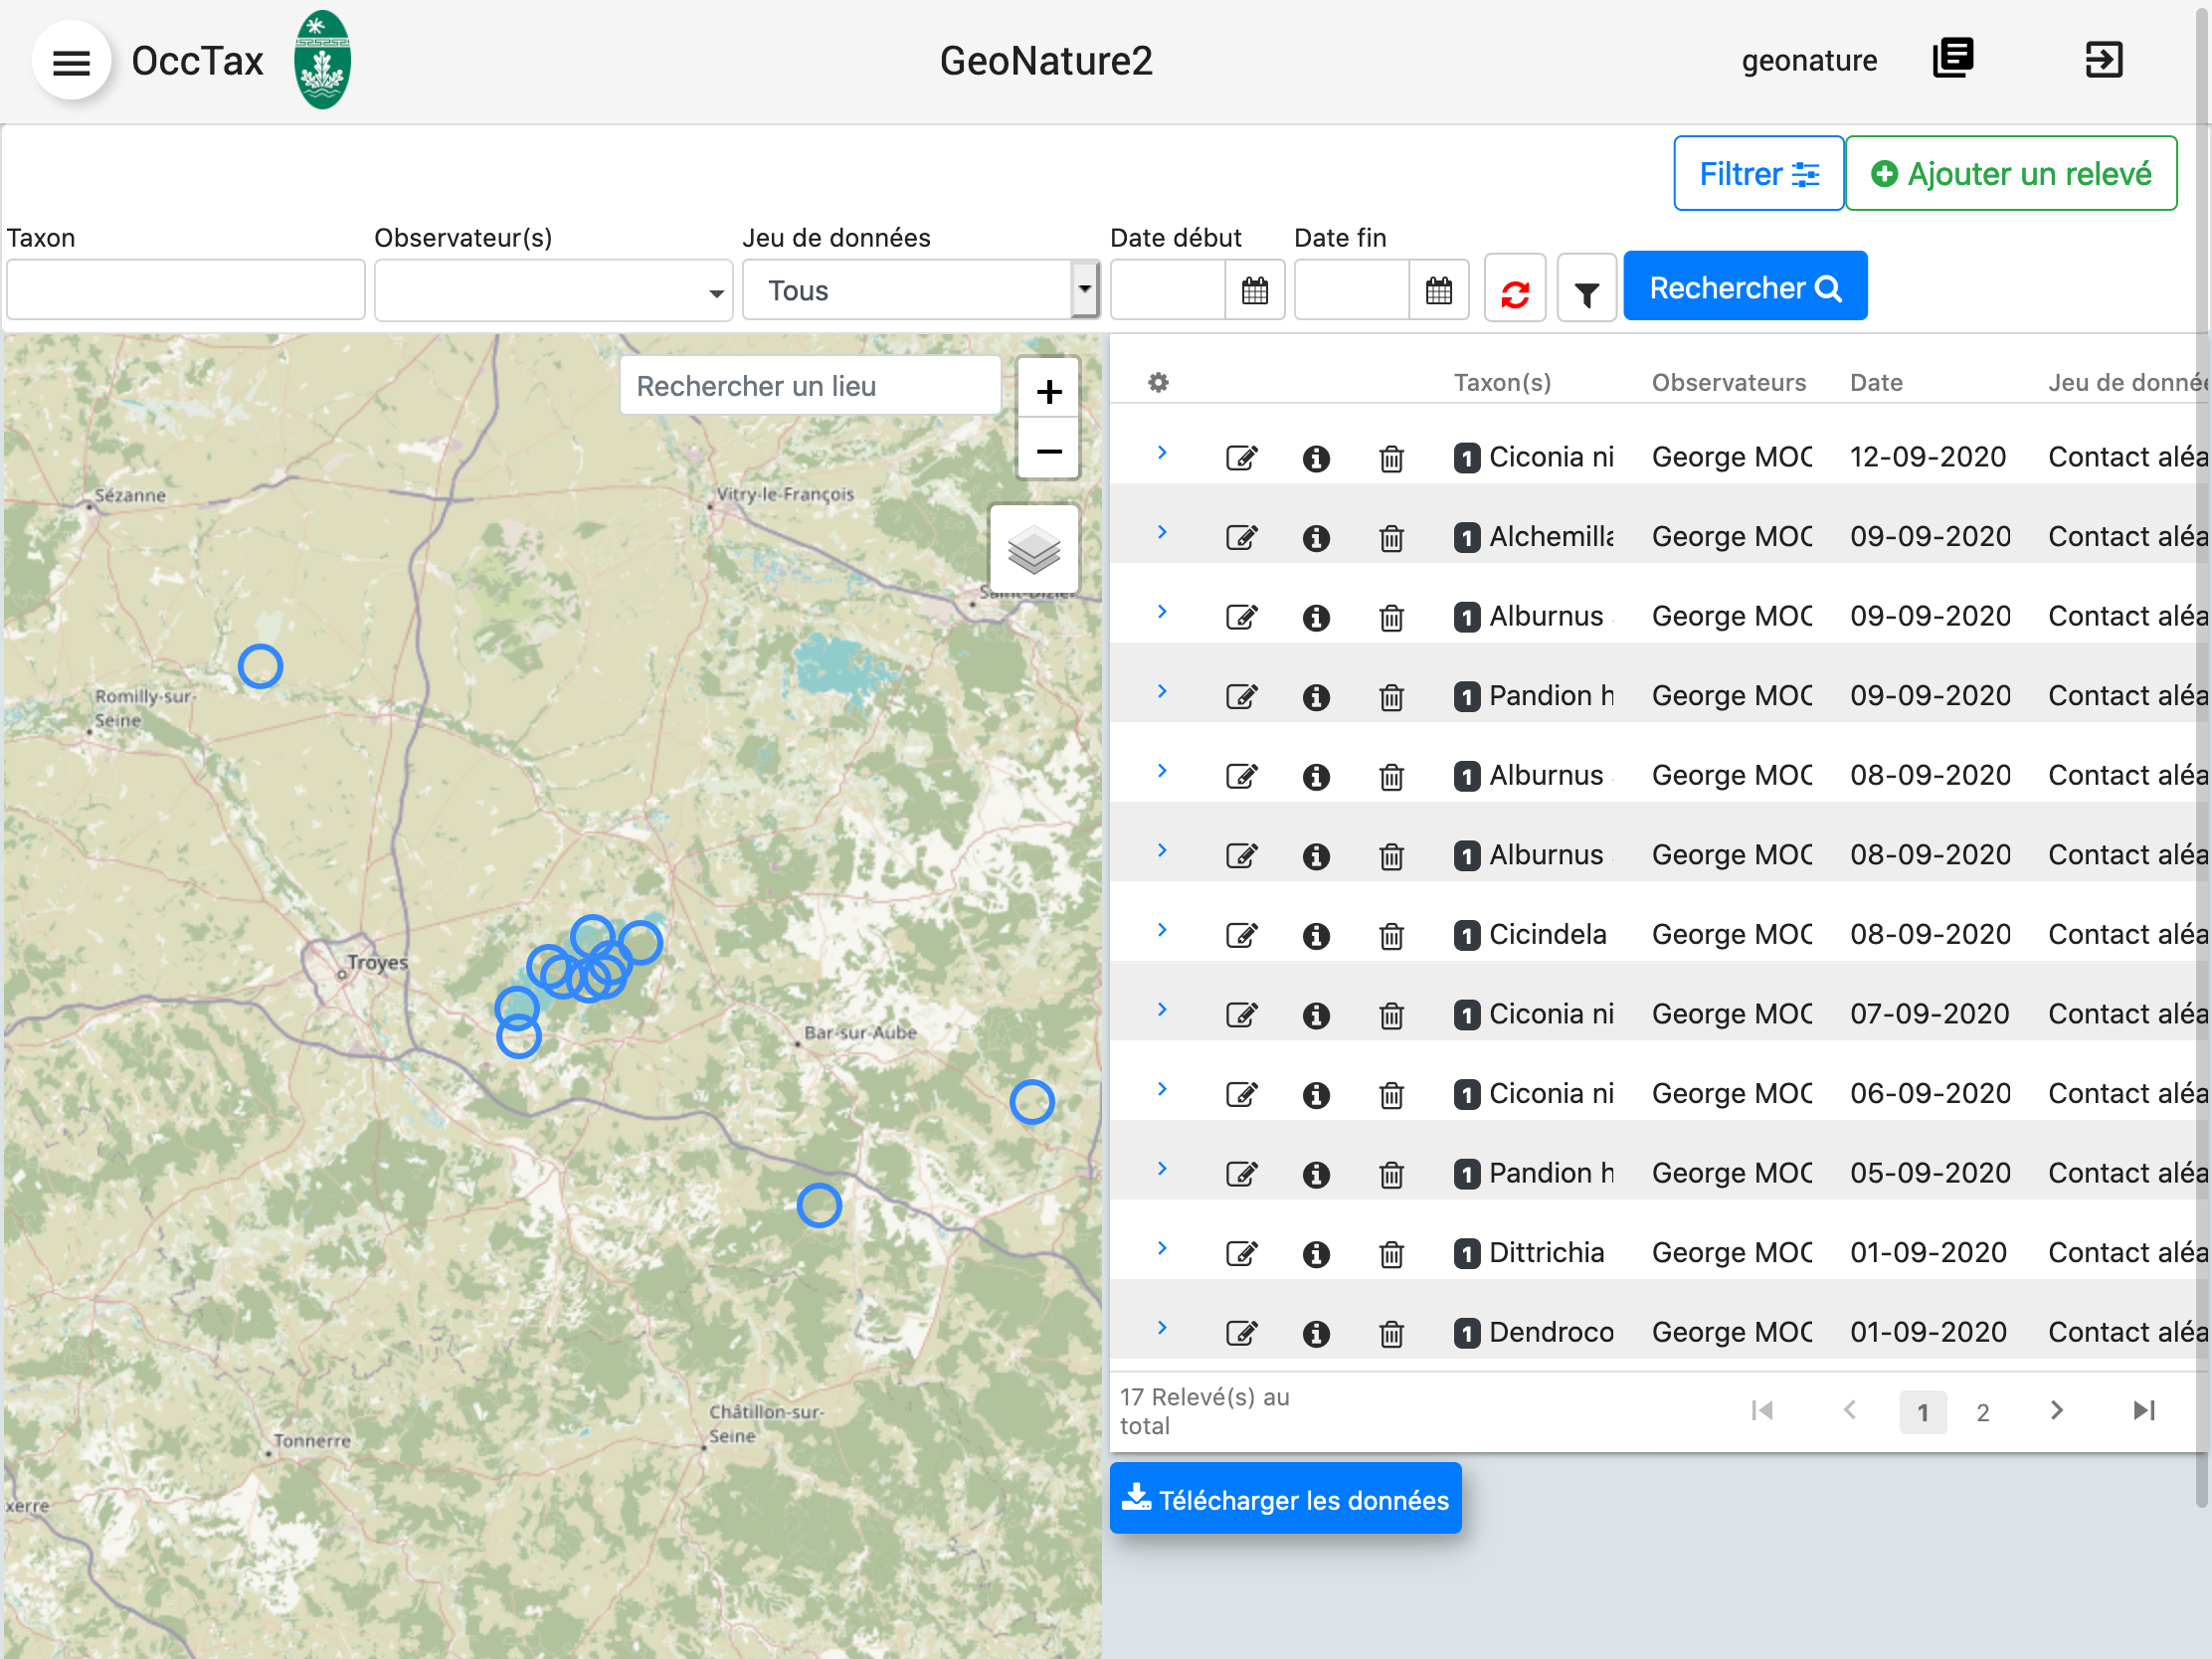 OccTax
GeoNature2
geonature
Filtrer
Ajouter un relevé
Taxon
Observateur(s)
Jeu de données
Date début
Date fin
Tous
Rechercher
Rechercher un lieu
+
−
Sézanne
Vitry-le-François
Saint-Dizier
Romilly-sur-
Seine
Troyes
Bar-sur-Aube
Châtillon-sur-
Seine
Tonnerre
xerre
Taxon(s) Observateurs Date Jeu de donné
1 Ciconia ni George MOC 12-09-2020 Contact aléa
1 Alchemilla George MOC 09-09-2020 Contact aléa
1 Alburnus George MOC 09-09-2020 Contact aléa
1 Pandion h George MOC 09-09-2020 Contact aléa
1 Alburnus George MOC 08-09-2020 Contact aléa
1 Alburnus George MOC 08-09-2020 Contact aléa
1 Cicindela George MOC 08-09-2020 Contact aléa
1 Ciconia ni George MOC 07-09-2020 Contact aléa
1 Ciconia ni George MOC 06-09-2020 Contact aléa
1 Pandion h George MOC 05-09-2020 Contact aléa
1 Dittrichia George MOC 01-09-2020 Contact aléa
1 Dendroco George MOC 01-09-2020 Contact aléa
17 Relevé(s) au
total
1 2
Télécharger les données